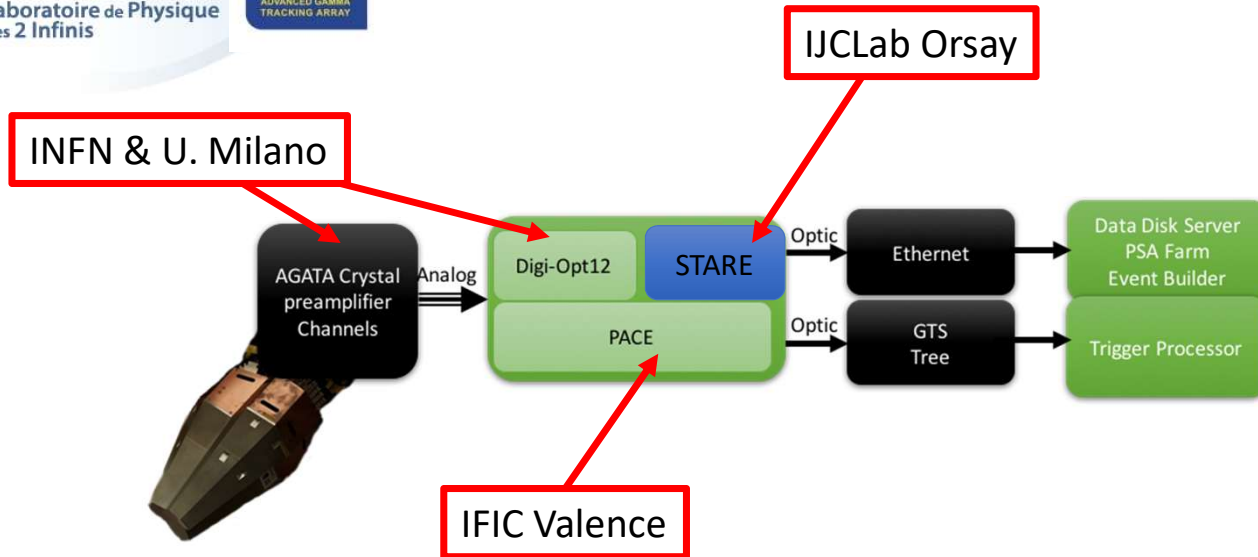 aboratoire de Physique
es 2 Infinis
ADVANCED GAMMA
TRACKING ARRAY
IJCLab Orsay
INFN & U. Milano
AGATA Crystal
preamplifier
Channels
Analog
Digi-Opt12
STARE
PACE
Optic
Ethernet
Data Disk Server
PSA Farm
Event Builder
Optic
GTS
Tree
Trigger Processor
IFIC Valence